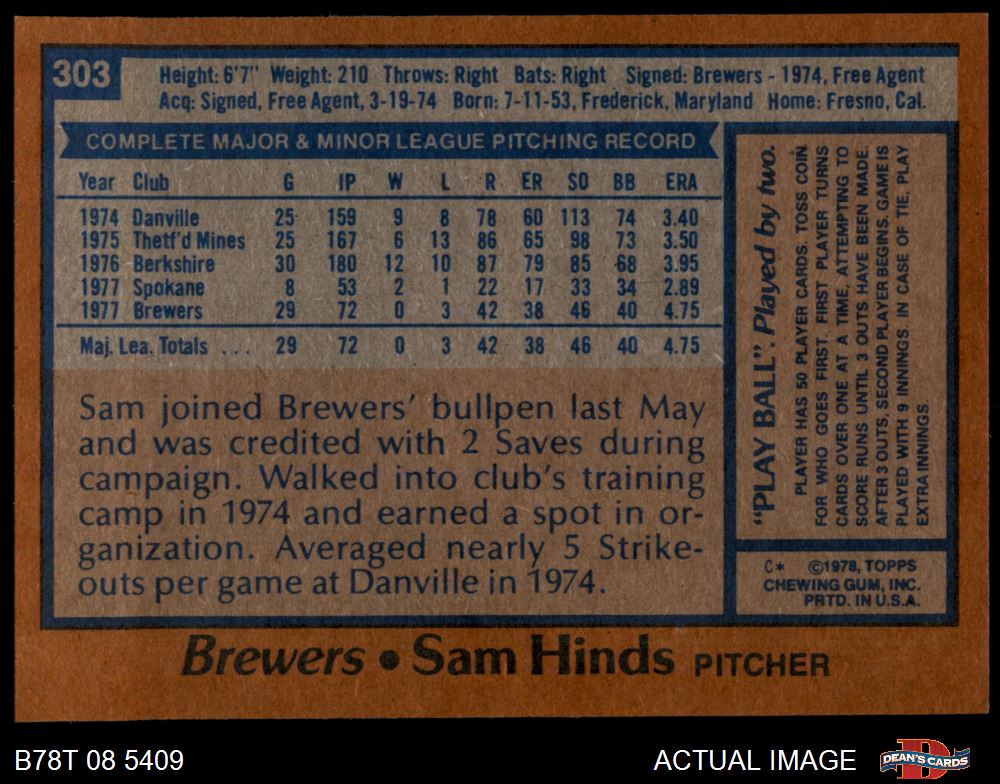 303
Height: 6'7" Weight: 210 Throws: Right Bats: Right Signed: Brewers - 1974, Free Agent
Acq: Signed, Free Agent, 3-19-74 Born: 7-11-53, Frederick, Maryland Home: Fresno, Cal.
COMPLETE MAJOR & MINOR LEAGUE PITCHING RECORD
Year Club G IP W L R ER SO BB ERA
1974 Danville 25 159 9 8 78 60 113 74 3.40
1975 Thetf'd Mines 25 167 6 13 86 65 98 73 3.50
1976 Berkshire 30 180 12 10 87 79 85 68 3.95
1977 Spokane 8 53 2 1 22 17 33 34 2.89
1977 Brewers 29 72 0 3 42 38 46 40 4.75
Maj. Lea. Totals ... 29 72 0 3 42 38 46 40 4.75
Sam joined Brewers' bullpen last May
and was credited with 2 Saves during
campaign. Walked into club's training
camp in 1974 and earned a spot in or-
ganization. Averaged nearly 5 Strike-
outs per game at Danville in 1974.
"PLAY BALL". Played by two.
PLAYER HAS 50 PLAYER CARDS. TOSS COIN
FOR WHO GOES FIRST. FIRST PLAYER TURNS
CARDS OVER ONE AT A TIME, ATTEMPTING TO
SCORE RUNS UNTIL 3 OUTS HAVE BEEN MADE.
AFTER 3 OUTS, SECOND PLAYER BEGINS. GAME IS
PLAYED WITH 9 INNINGS. IN CASE OF TIE, PLAY
EXTRA INNINGS.
C* ©1978, TOPPS
CHEWING GUM, INC.
PRTD. IN U.S.A.
Brewers • Sam Hinds PITCHER
B78T 08 5409
ACTUAL IMAGE
D
DEAN'S CARDS